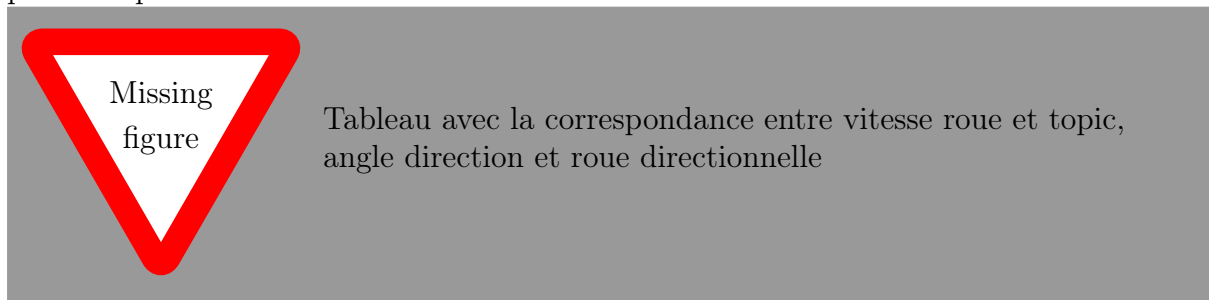 Missing
figure
Tableau avec la correspondance entre vitesse roue et topic,
angle direction et roue directionnelle